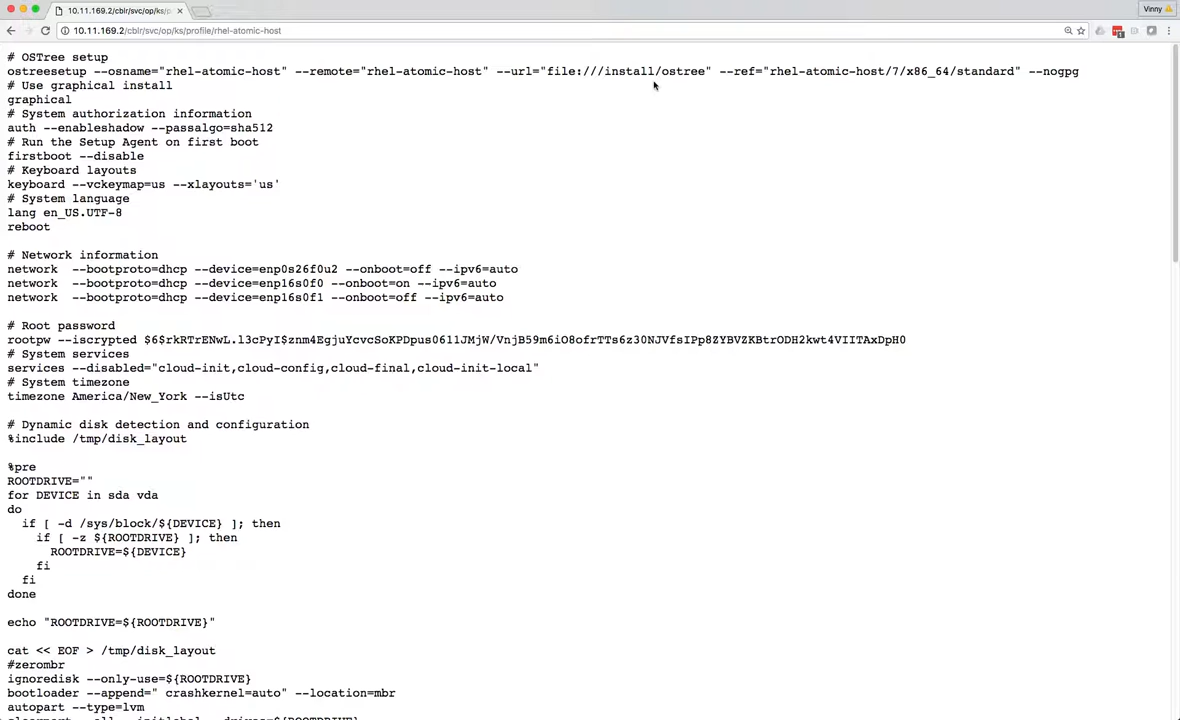 10.11.169.2/cblr/svc/op/ks/p
Vinny
10.11.169.2/cblr/svc/op/ks/profile/rhel-atomic-host
# OSTree setup
ostreesetup --osname="rhel-atomic-host" --remote="rhel-atomic-host" --url="file:///install/ostree" --ref="rhel-atomic-host/7/x86_64/standard" --nogpg
# Use graphical install
graphical
# System authorization information
auth --enableshadow --passalgo=sha512
# Run the Setup Agent on first boot
firstboot --disable
# Keyboard layouts
keyboard --vckeymap=us --xlayouts='us'
# System language
lang en_US.UTF-8
reboot
# Network information
network  --bootproto=dhcp --device=enp0s26f0u2 --onboot=off --ipv6=auto
network  --bootproto=dhcp --device=enp16s0f0 --onboot=on --ipv6=auto
network  --bootproto=dhcp --device=enp16s0f1 --onboot=off --ipv6=auto
# Root password
rootpw --iscrypted $6$rkRTrENwL.l3cPyI$znm4EgjuYcvcSoKPDpus061lJMjW/VnjB59m6iO8ofrTTs6z30NJVfsIPp8ZYBVZKBtrODH2kwt4VIITAxDpH0
# System services
services --disabled="cloud-init,cloud-config,cloud-final,cloud-init-local"
# System timezone
timezone America/New_York --isUtc
# Dynamic disk detection and configuration
%include /tmp/disk_layout
%pre
ROOTDRIVE=""
for DEVICE in sda vda
do
  if [ -d /sys/block/${DEVICE} ]; then
    if [ -z ${ROOTDRIVE} ]; then
      ROOTDRIVE=${DEVICE}
    fi
  fi
done
echo "ROOTDRIVE=${ROOTDRIVE}"
cat << EOF > /tmp/disk_layout
#zerombr
ignoredisk --only-use=${ROOTDRIVE}
bootloader --append=" crashkernel=auto" --location=mbr
autopart --type=lvm